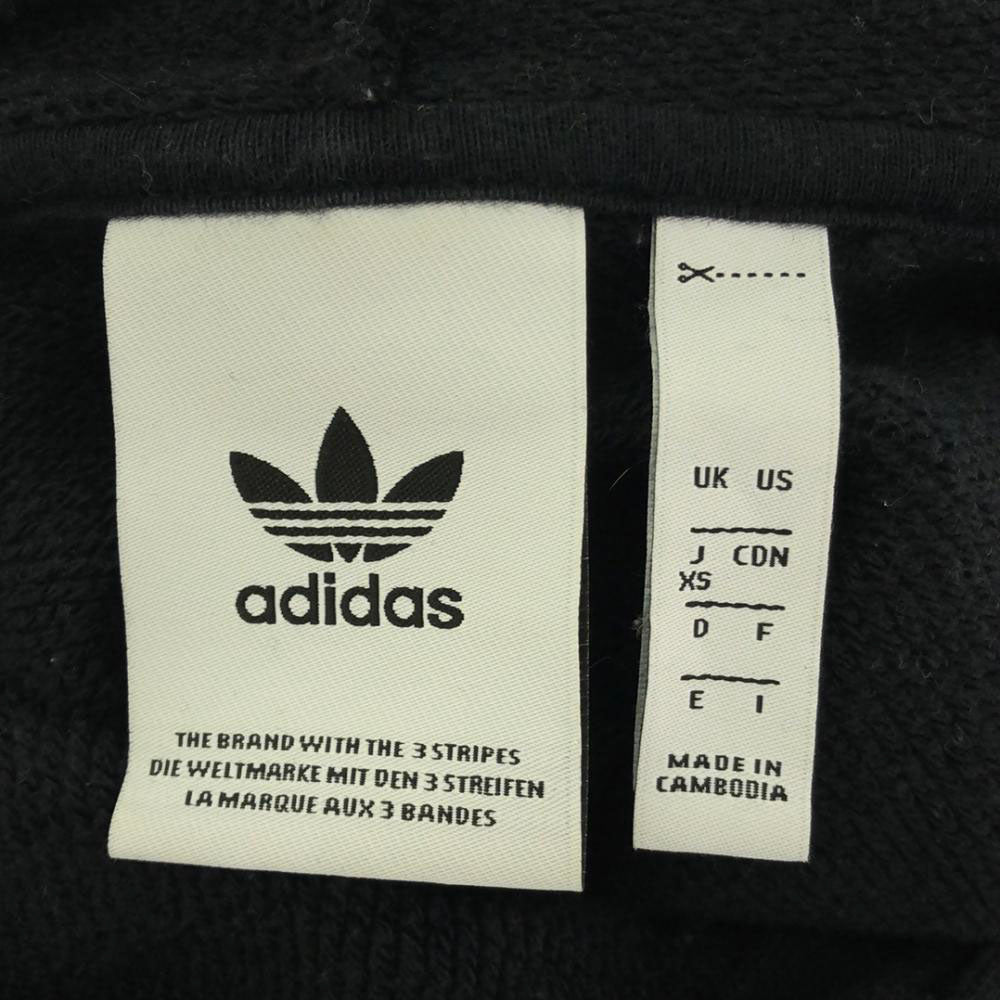 adidas
THE BRAND WITH THE 3 STRIPES
DIE WELTMARKE MIT DEN 3 STREIFEN
LA MARQUE AUX 3 BANDES
UK US
J CDN
XS
D F
E I
MADE IN
CAMBODIA